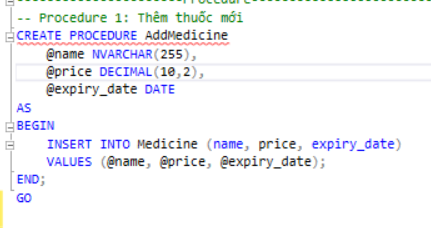 -----------------------Procedure-------------------------
-- Procedure 1: Thêm thuốc mới
CREATE PROCEDURE AddMedicine
    @name NVARCHAR(255),
    @price DECIMAL(10,2),
    @expiry_date DATE
AS
BEGIN
    INSERT INTO Medicine (name, price, expiry_date)
    VALUES (@name, @price, @expiry_date);
END;
GO